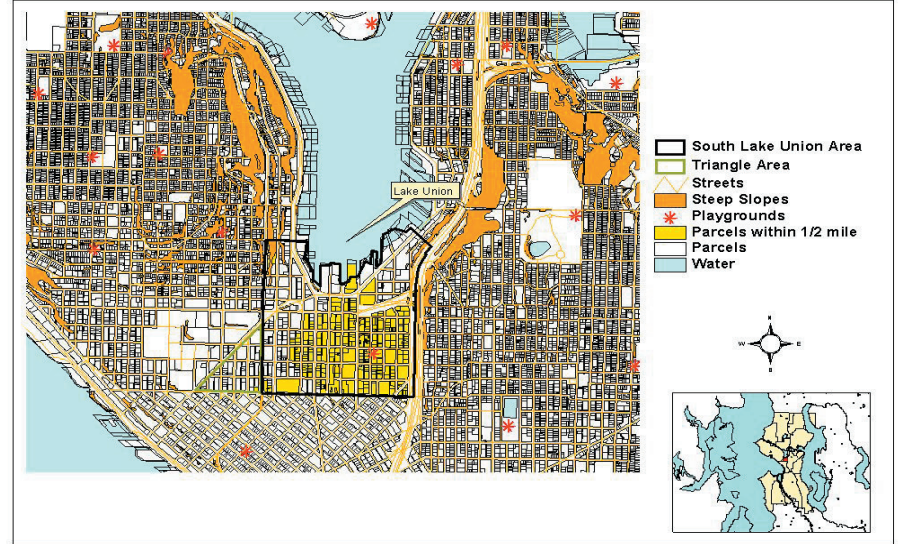 Lake Union
South Lake Union Area
Triangle Area
Streets
Steep Slopes
Playgrounds
Parcels within 1/2 mile
Parcels
Water
N
W E
S